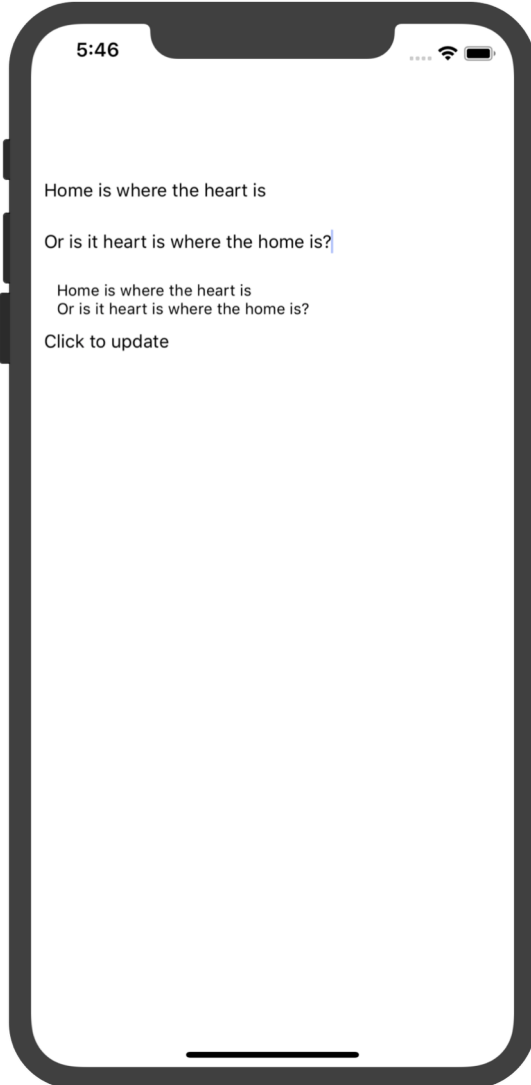 5:46
Home is where the heart is
Or is it heart is where the home is?
Home is where the heart is
Or is it heart is where the home is?
Click to update